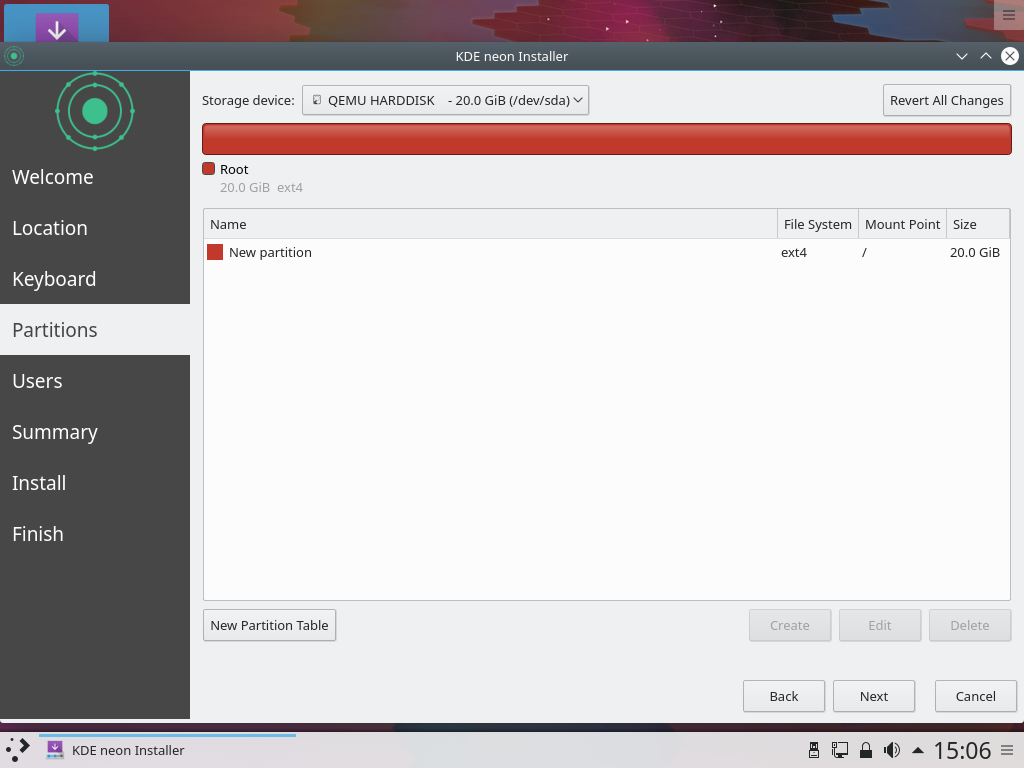 KDE neon Installer
Storage device: QEMU HARDDISK - 20.0 GiB (/dev/sda) Revert All Changes
Root
20.0 GiB ext4
Welcome
Location
Keyboard
Partitions
Users
Summary
Install
Finish
Name File System Mount Point Size
New partition ext4 / 20.0 GiB
New Partition Table Create Edit Delete
Back Next Cancel
KDE neon Installer 15:06